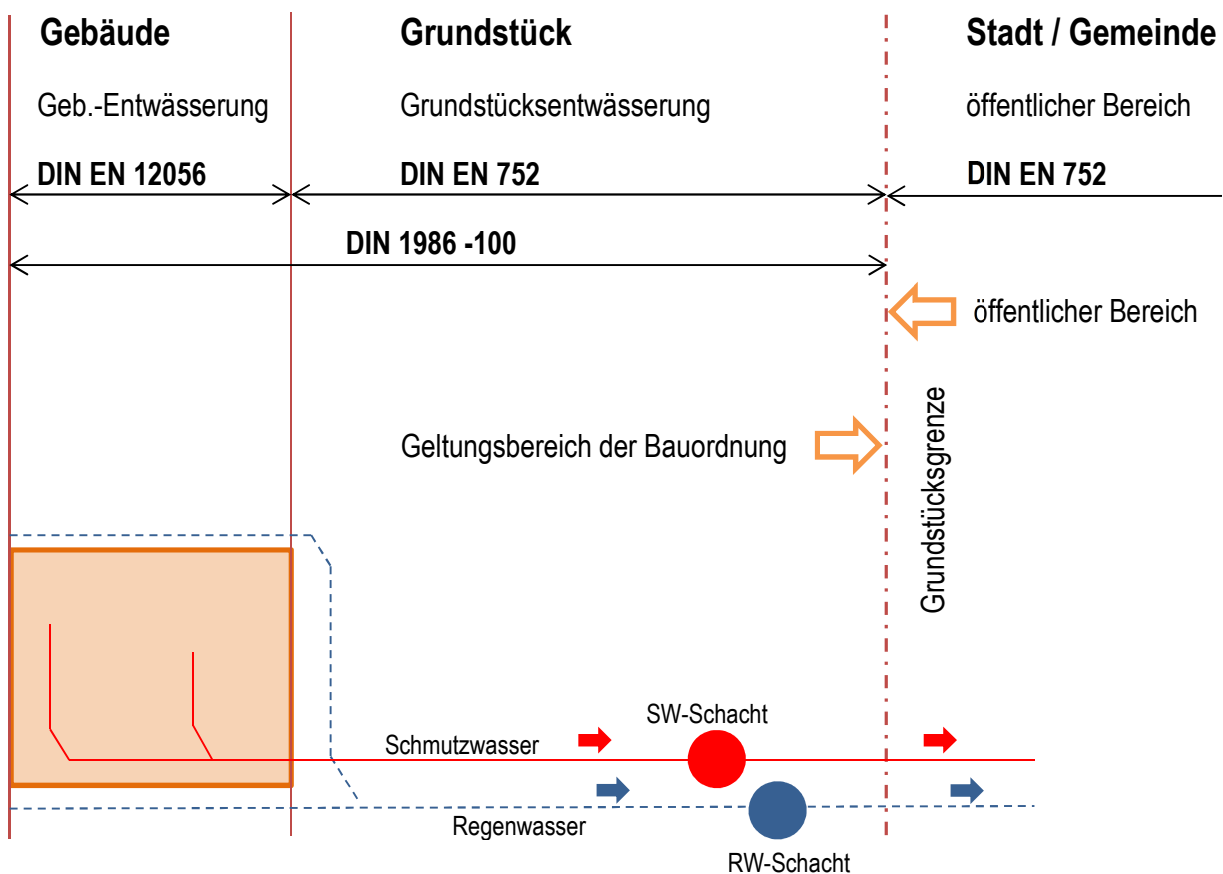 Gebäude
Grundstück
Stadt / Gemeinde
Geb.-Entwässerung
Grundstücksentwässerung
öffentlicher Bereich
DIN EN 12056
DIN EN 752
DIN EN 752
DIN 1986 -100
öffentlicher Bereich
Geltungsbereich der Bauordnung
Grundstücksgrenze
SW-Schacht
Schmutzwasser
Regenwasser
RW-Schacht